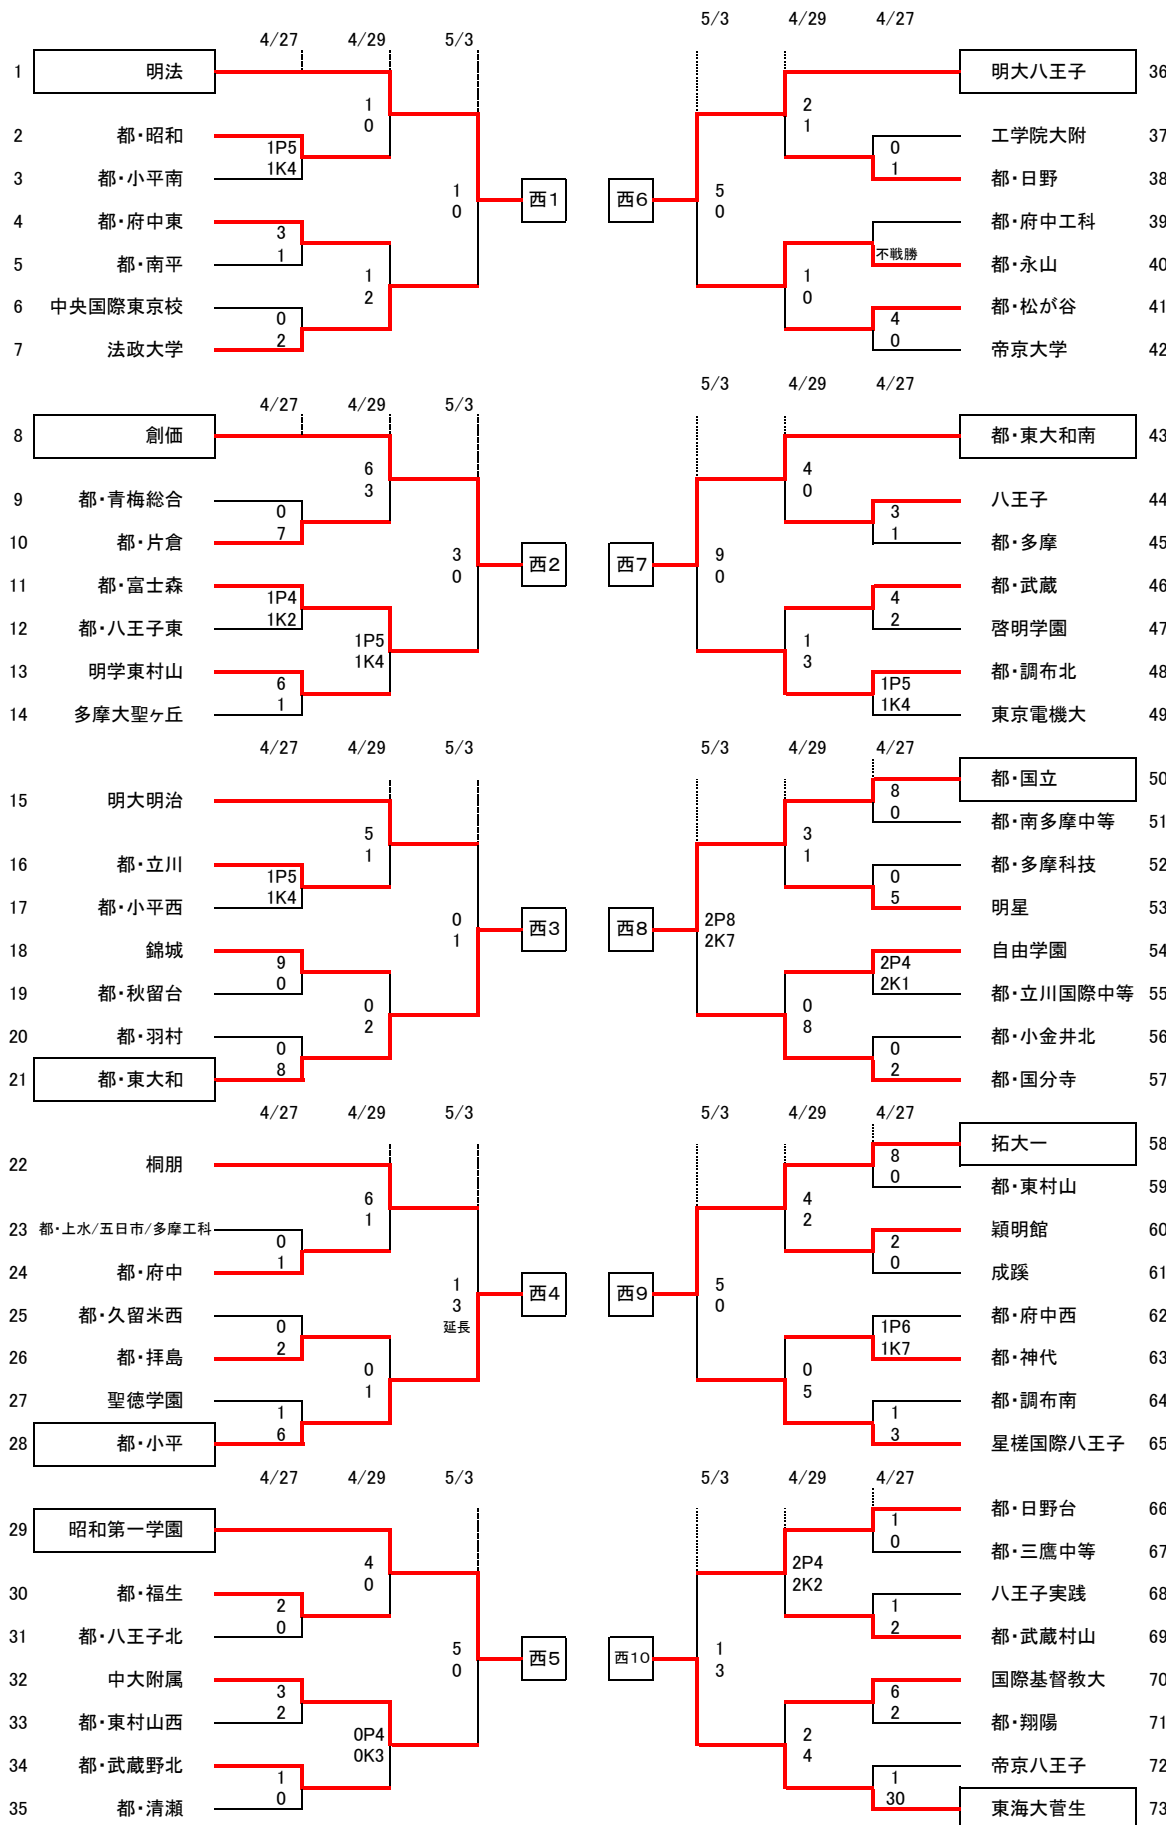 5/3 4/29 4/27
4/27 4/29 5/3
1 明法
明大八王子 36
1
0
2
1
2 都・昭和
1P5
1K4
3 都・小平南
工学院大附 37
0
1
都・日野 38
1
0
西1
西6
5
0
4 都・府中東
3
1
5 都・南平
都・府中工科 39
不戦勝
都・永山 40
1
2
1
0
6 中央国際東京校
0
2
7 法政大学
都・松が谷 41
4
0
帝京大学 42
5/3 4/29 4/27
4/27 4/29 5/3
8 創価
都・東大和南 43
6
3
4
0
9 都・青梅総合
0
7
10 都・片倉
八王子 44
3
1
都・多摩 45
3
0
西2
西7
9
0
11 都・富士森
1P4
1K2
12 都・八王子東
都・武蔵 46
4
2
啓明学園 47
1P5
1K4
1
3
13 明学東村山
6
1
14 多摩大聖ヶ丘
都・調布北 48
1P5
1K4
東京電機大 49
4/27 4/29 5/3
5/3 4/29 4/27
15 明大明治
都・国立 50
8
0
都・南多摩中等 51
5
1
3
1
16 都・立川
1P5
1K4
17 都・小平西
都・多摩科技 52
0
5
明星 53
0
1
西3
西8
2P8
2K7
18 錦城
9
0
19 都・秋留台
自由学園 54
2P4
2K1
都・立川国際中等 55
0
2
0
8
20 都・羽村
0
8
21 都・東大和
都・小金井北 56
0
2
都・国分寺 57
4/27 4/29 5/3
5/3 4/29 4/27
22 桐朋
拓大一 58
8
0
都・東村山 59
6
1
4
2
23 都・上水/五日市/多摩工科
0
1
24 都・府中
穎明館 60
2
0
成蹊 61
1
3
延長
西4
西9
5
0
25 都・久留米西
0
2
26 都・拝島
都・府中西 62
1P6
1K7
都・神代 63
0
1
0
5
27 聖徳学園
1
6
28 都・小平
都・調布南 64
1
3
星槎国際八王子 65
4/27 4/29 5/3
5/3 4/29 4/27
29 昭和第一学園
都・日野台 66
1
0
都・三鷹中等 67
4
0
2P4
2K2
30 都・福生
2
0
31 都・八王子北
八王子実践 68
1
2
都・武蔵村山 69
5
0
西5
西10
1
3
32 中大附属
3
2
33 都・東村山西
国際基督教大 70
6
2
都・翔陽 71
0P4
0K3
2
4
34 都・武蔵野北
1
0
35 都・清瀬
帝京八王子 72
1
30
東海大菅生 73